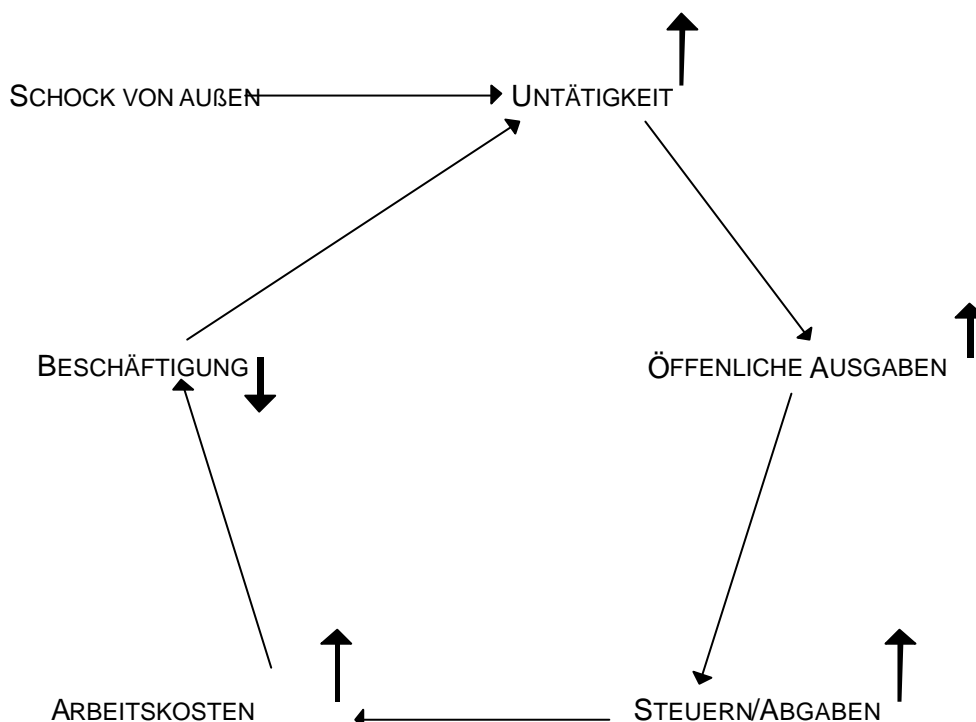 SCHOCK VON AUßEN
UNTÄTIGKEIT
BESCHÄFTIGUNG
ÖFFENLICHE AUSGABEN
ARBEITSKOSTEN
STEUERN/ABGABEN